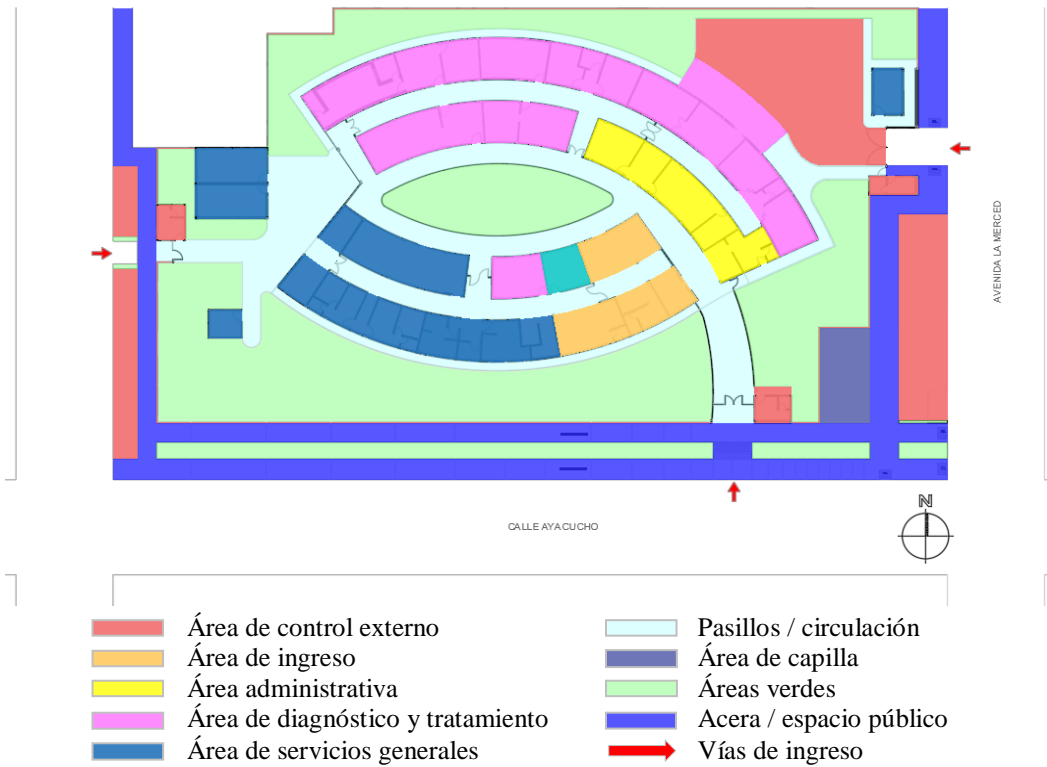 AVENIDA LA MERCED
CALLE AYACUCHO
N
Área de control externo
Área de ingreso
Área administrativa
Área de diagnóstico y tratamiento
Área de servicios generales
Pasillos / circulación
Área de capilla
Áreas verdes
Acera / espacio público
Vías de ingreso